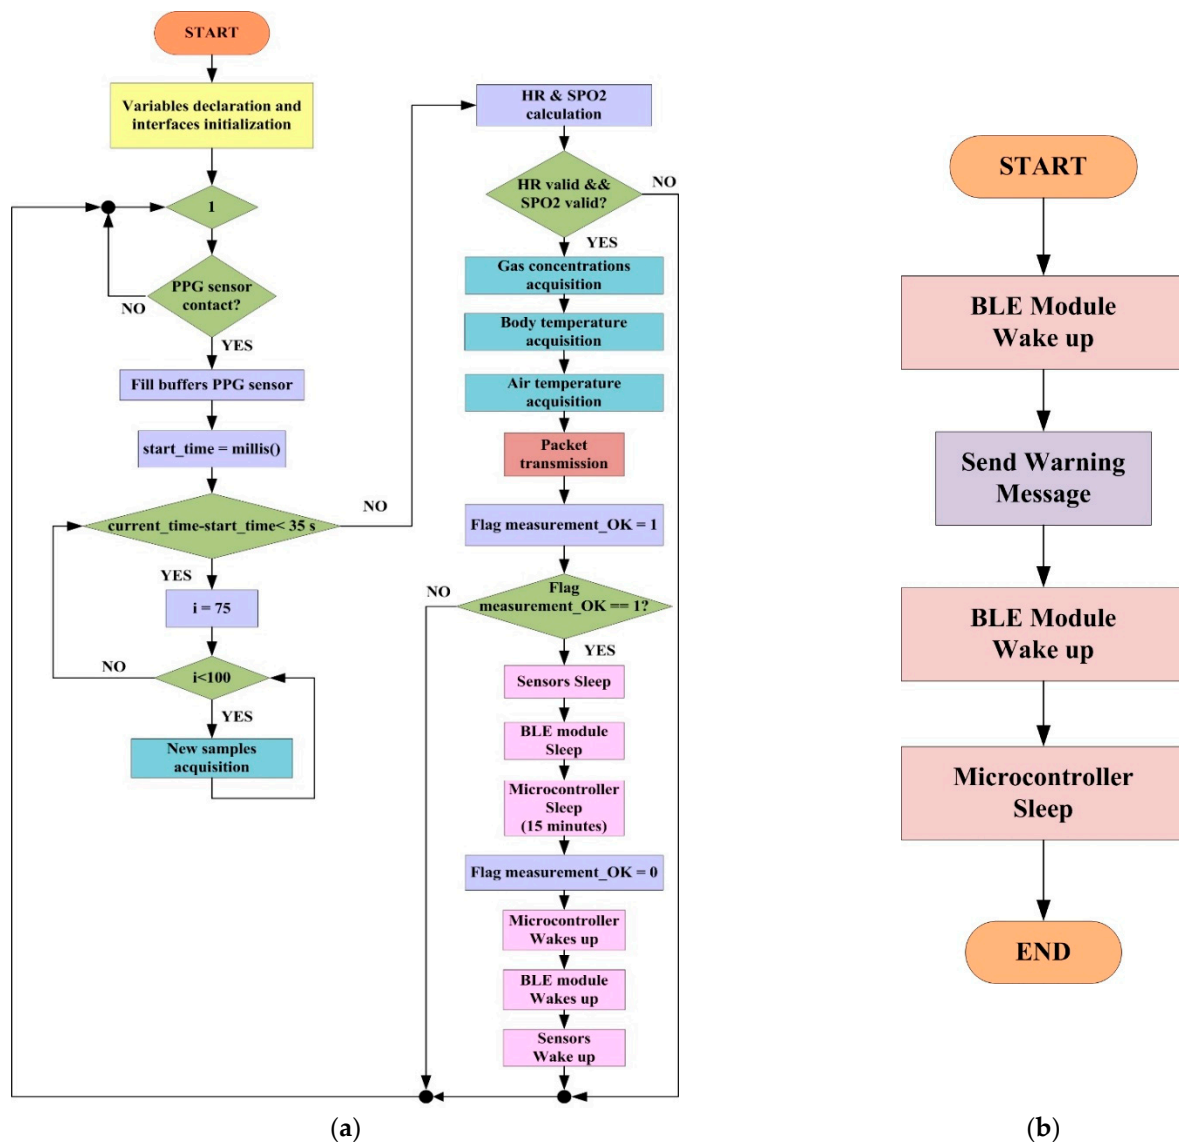 START
Variables declaration and
interfaces initialization
1
PPG sensor
contact?
NO
YES
Fill buffers PPG sensor
start_time = millis()
current_time-start_time< 35 s
NO
YES
i = 75
i<100
NO
YES
New samples
acquisition
HR & SPO2
calculation
HR valid &&
SPO2 valid?
NO
YES
Gas concentrations
acquisition
Body temperature
acquisition
Air temperature
acquisition
Packet
transmission
Flag measurement_OK = 1
Flag
measurement_OK == 1?
NO
YES
Sensors Sleep
BLE module
Sleep
Microcontroller
Sleep
(15 minutes)
Flag measurement_OK = 0
Microcontroller
Wakes up
BLE module
Wakes up
Sensors
Wake up
(a)
START
BLE Module
Wake up
Send Warning
Message
BLE Module
Wake up
Microcontroller
Sleep
END
(b)